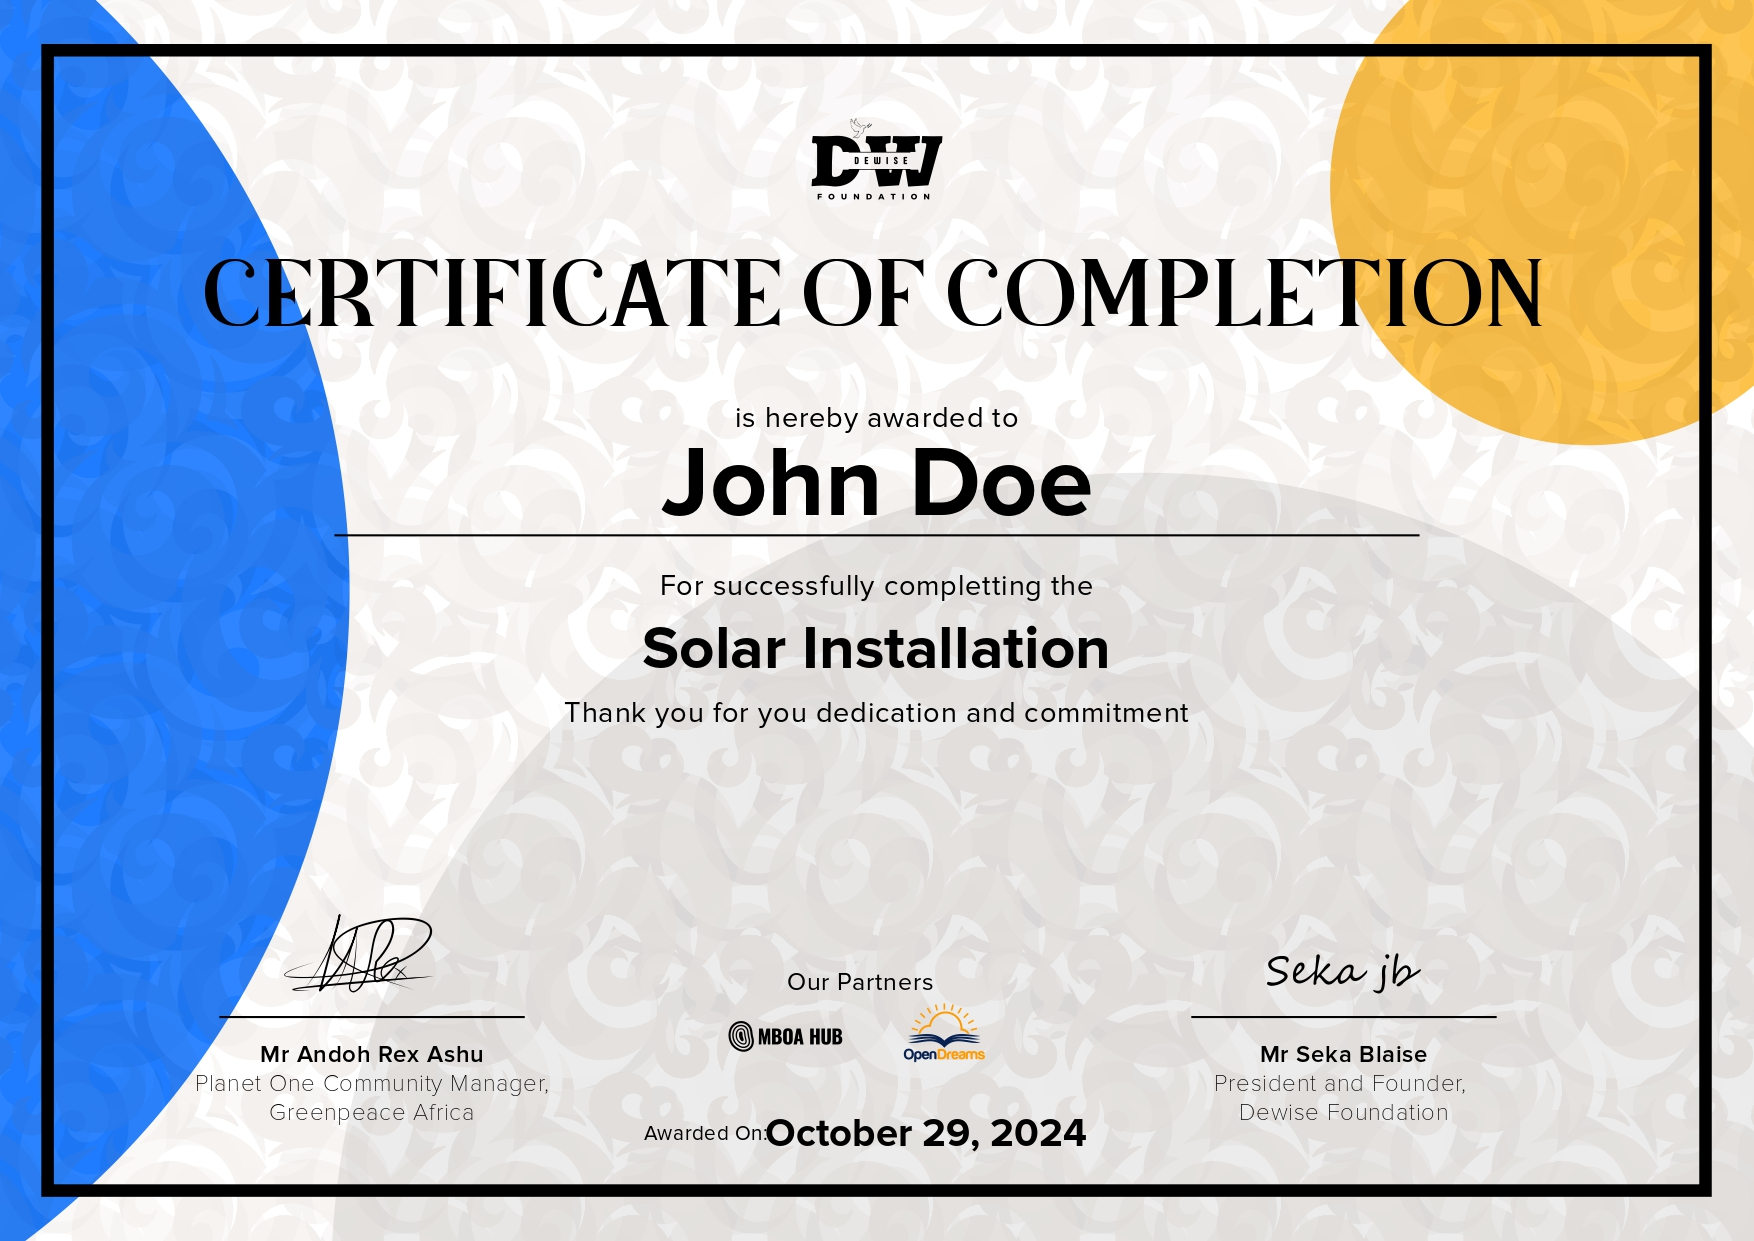 DW
DEWISE
FOUNDATION
CERTIFICATE OF COMPLETION
is hereby awarded to
John Doe
For successfully completting the
Solar Installation
Thank you for you dedication and commitment
Seka jb
Our Partners
MBOA HUB
OpenDreams
Mr Andoh Rex Ashu
Planet One Community Manager,
Greenpeace Africa
Mr Seka Blaise
President and Founder,
Dewise Foundation
Awarded On: October 29, 2024